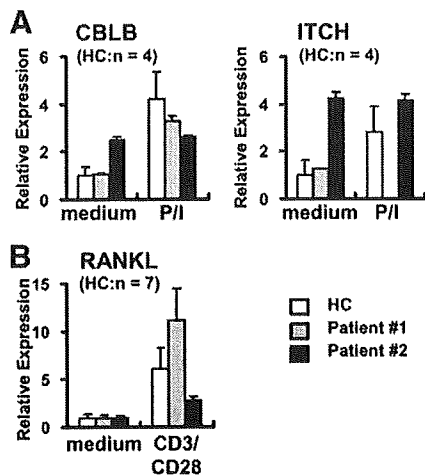 A
CBLB
(HC:n = 4)
Relative Expression
6
4
2
0
medium P/I
ITCH
(HC:n = 4)
Relative Expression
6
4
2
0
medium P/I
B
RANKL
(HC:n = 7)
Relative Expression
15
10
5
0
medium CD3/
CD28
HC
Patient #1
Patient #2